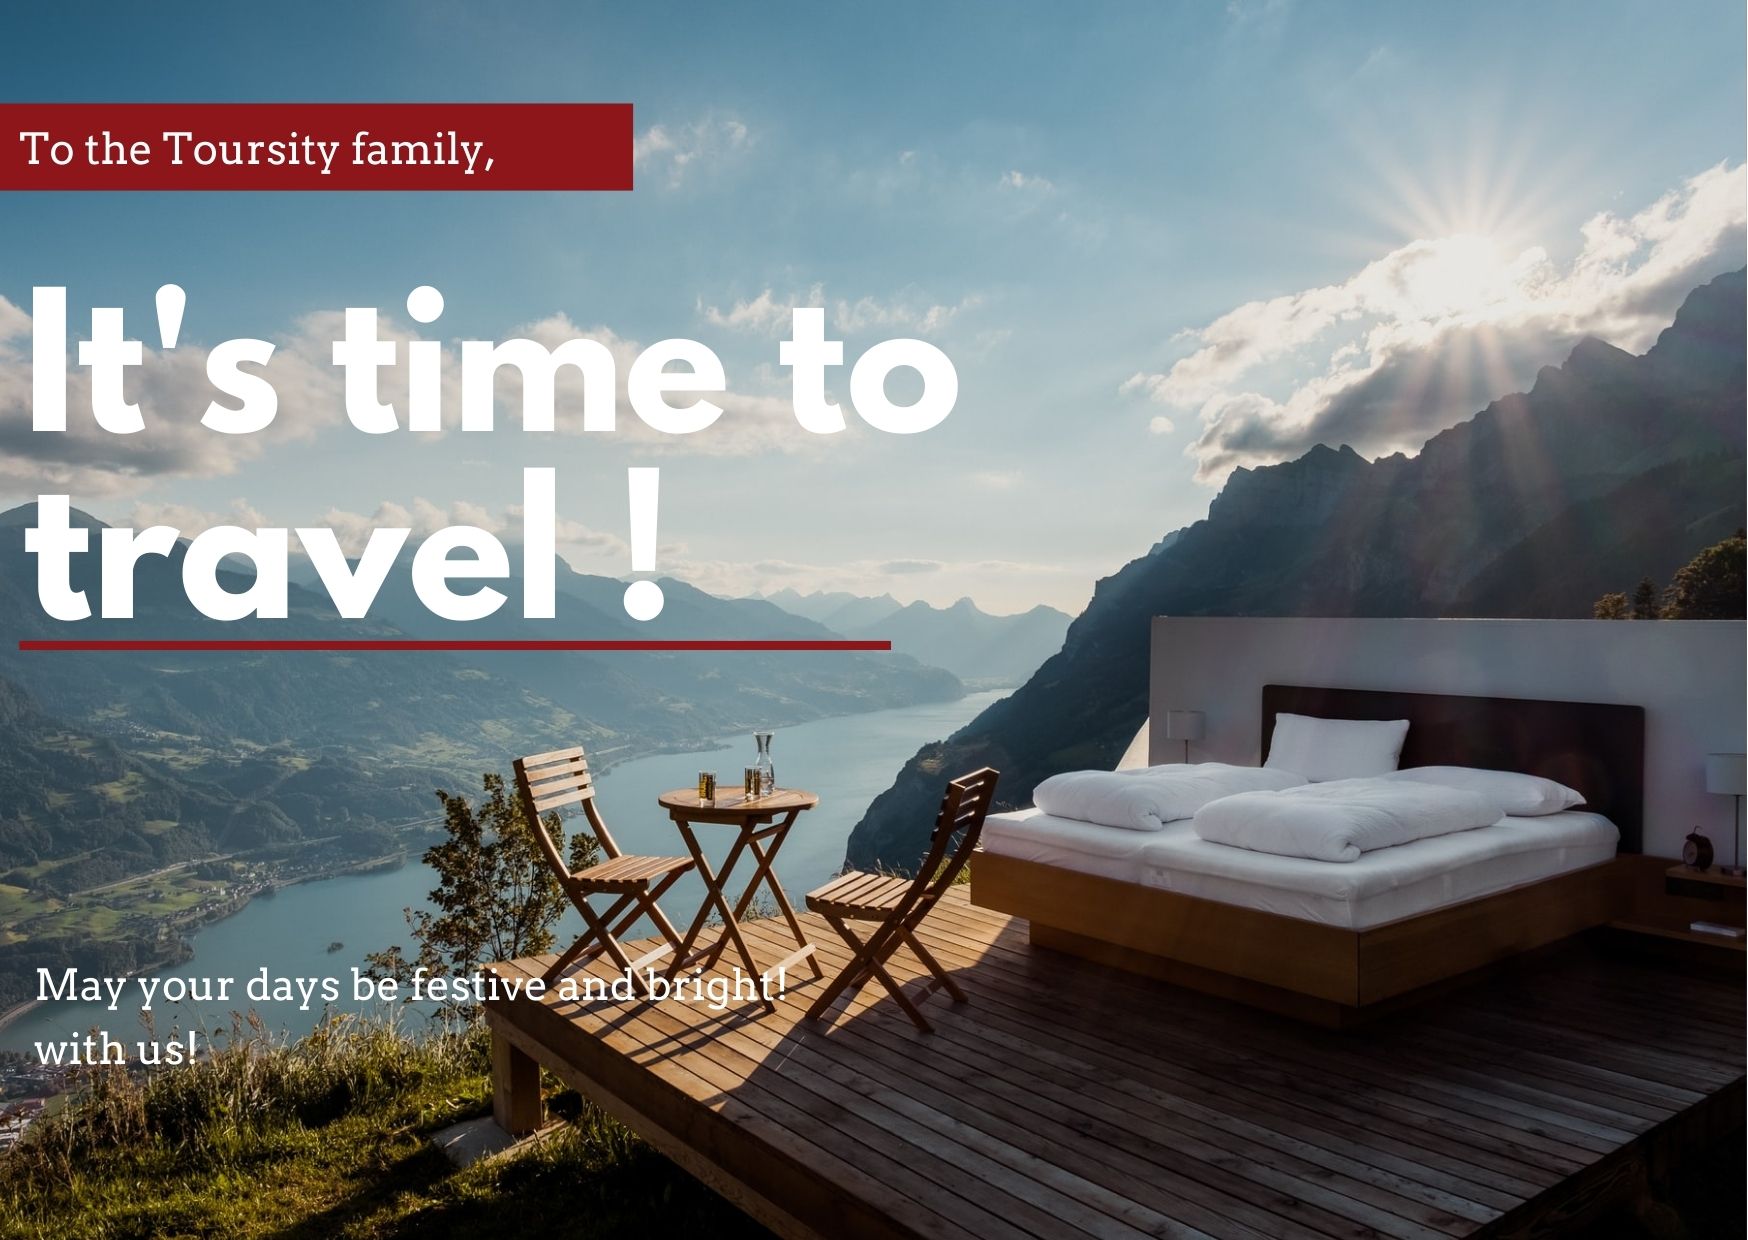 To the Toursity family,
It's time to
travel !
May your days be festive and bright!
with us!